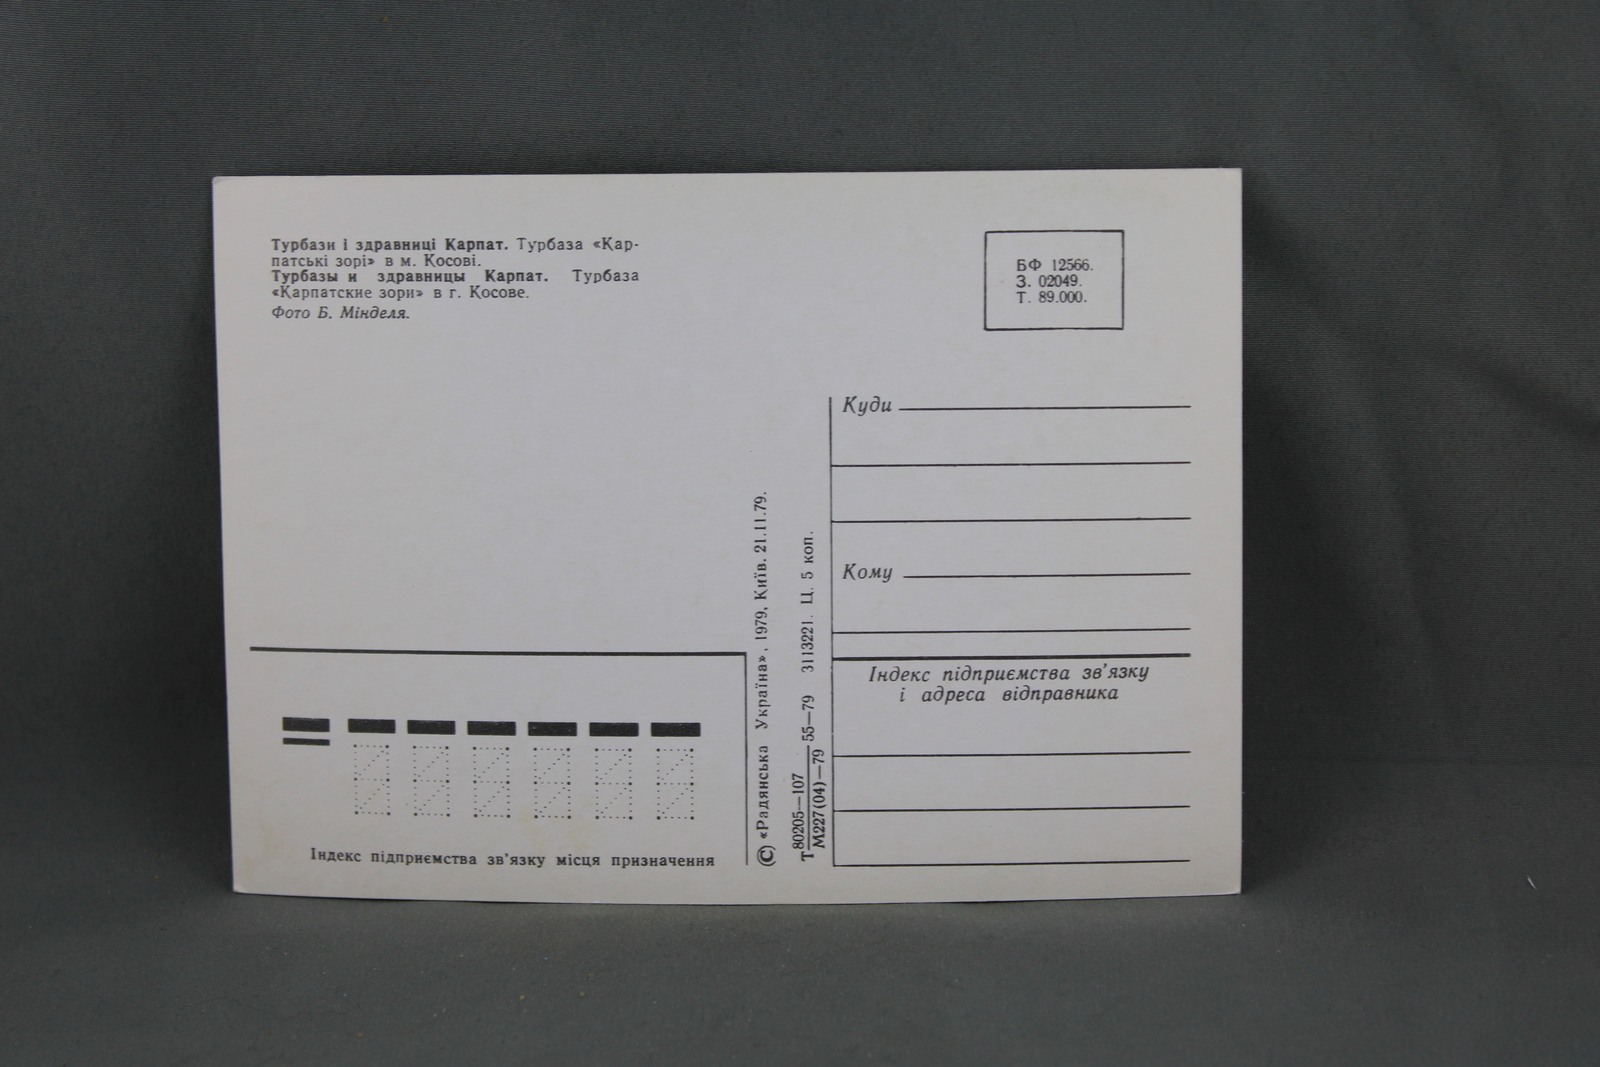 Турбази і здравниці Карпат. Турбаза «Кар-
патські зорі» в м. Косові.
Турбазы и здравницы Карпат. Турбаза
«Карпатские зори» в г. Косове.
Фото Б. Мінделя.
БФ 12566.
З. 02049.
Т. 89.000.
Куди
Кому
Індекс підприємства зв'язку
і адреса відправника
© «Радянська Україна», 1979, Київ. 21.11.79.
Т 80205—107 55—79 3113221. Ц. 5 коп.
М227(04)—79
Індекс підприємства зв'язку місця призначення